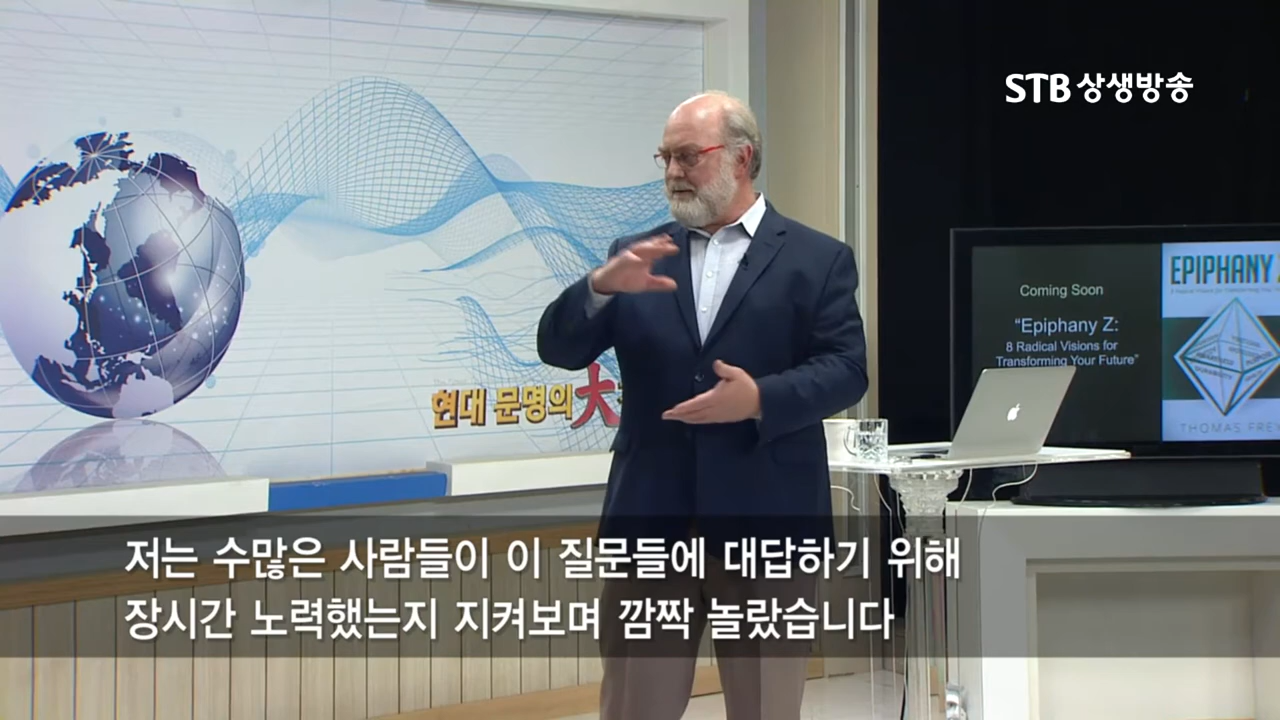 STB 상생방송
현대 문명의 大
Coming Soon
"Epiphany Z:
8 Radical Visions for
Transforming Your Future"
EPIPHANY
THOMAS FREY
저는 수많은 사람들이 이 질문들에 대답하기 위해
장시간 노력했는지 지켜보며 깜짝 놀랐습니다